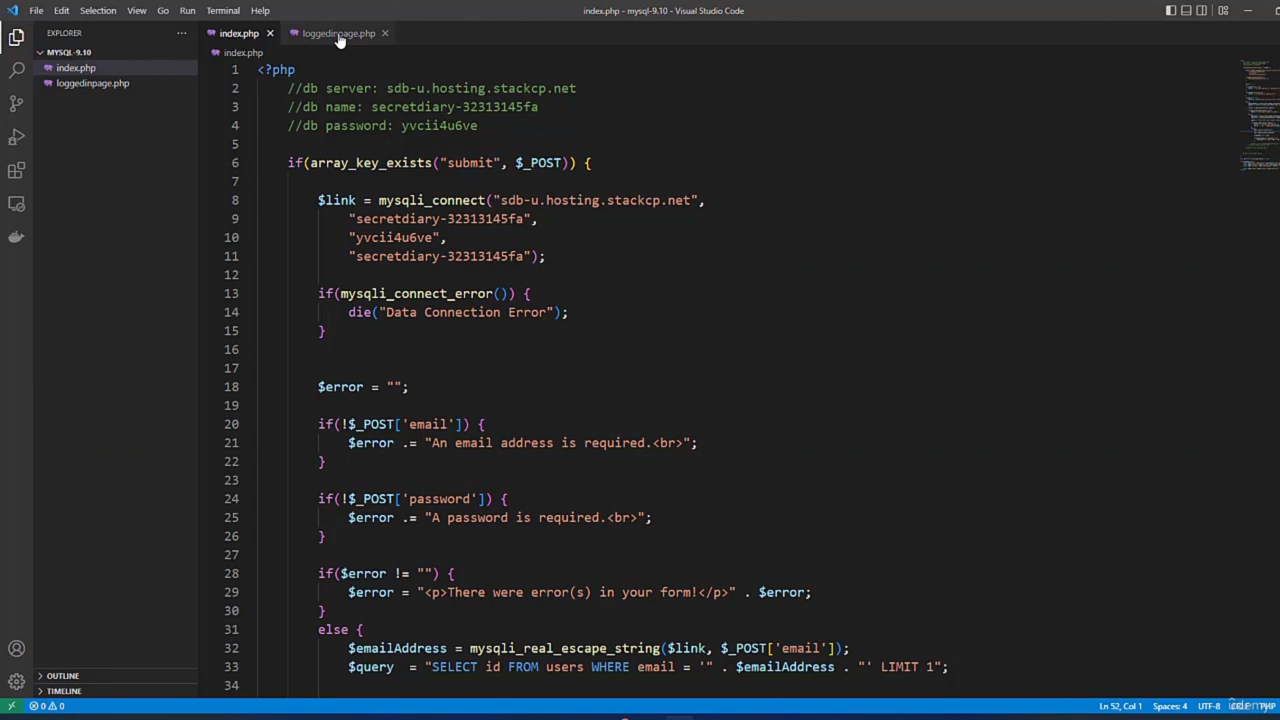 File Edit Selection View Go Run Terminal Help
index.php - mysql-9.10 - Visual Studio Code
EXPLORER
MYSQL-9.10
index.php
loggedinpage.php
OUTLINE
TIMELINE
index.php loggedinpage.php
index.php
1 <?php
2 //db server: sdb-u.hosting.stackcp.net
3 //db name: secretdiary-32313145fa
4 //db password: yvcii4u6ve
5
6 if(array_key_exists("submit", $_POST)) {
7
8 $link = mysqli_connect("sdb-u.hosting.stackcp.net",
9 "secretdiary-32313145fa",
10 "yvcii4u6ve",
11 "secretdiary-32313145fa");
12
13 if(mysqli_connect_error()) {
14 die("Data Connection Error");
15 }
16
17
18 $error = "";
19
20 if(!$_POST['email']) {
21 $error .= "An email address is required.<br>";
22 }
23
24 if(!$_POST['password']) {
25 $error .= "A password is required.<br>";
26 }
27
28 if($error != "") {
29 $error = "<p>There were error(s) in your form!</p>" . $error;
30 }
31 else {
32 $emailAddress = mysqli_real_escape_string($link, $_POST['email']);
33 $query = "SELECT id FROM users WHERE email = '" . $emailAddress . "' LIMIT 1";
34
0 0 Ln 52, Col 1 Spaces: 4 UTF-8 PHP
udemy